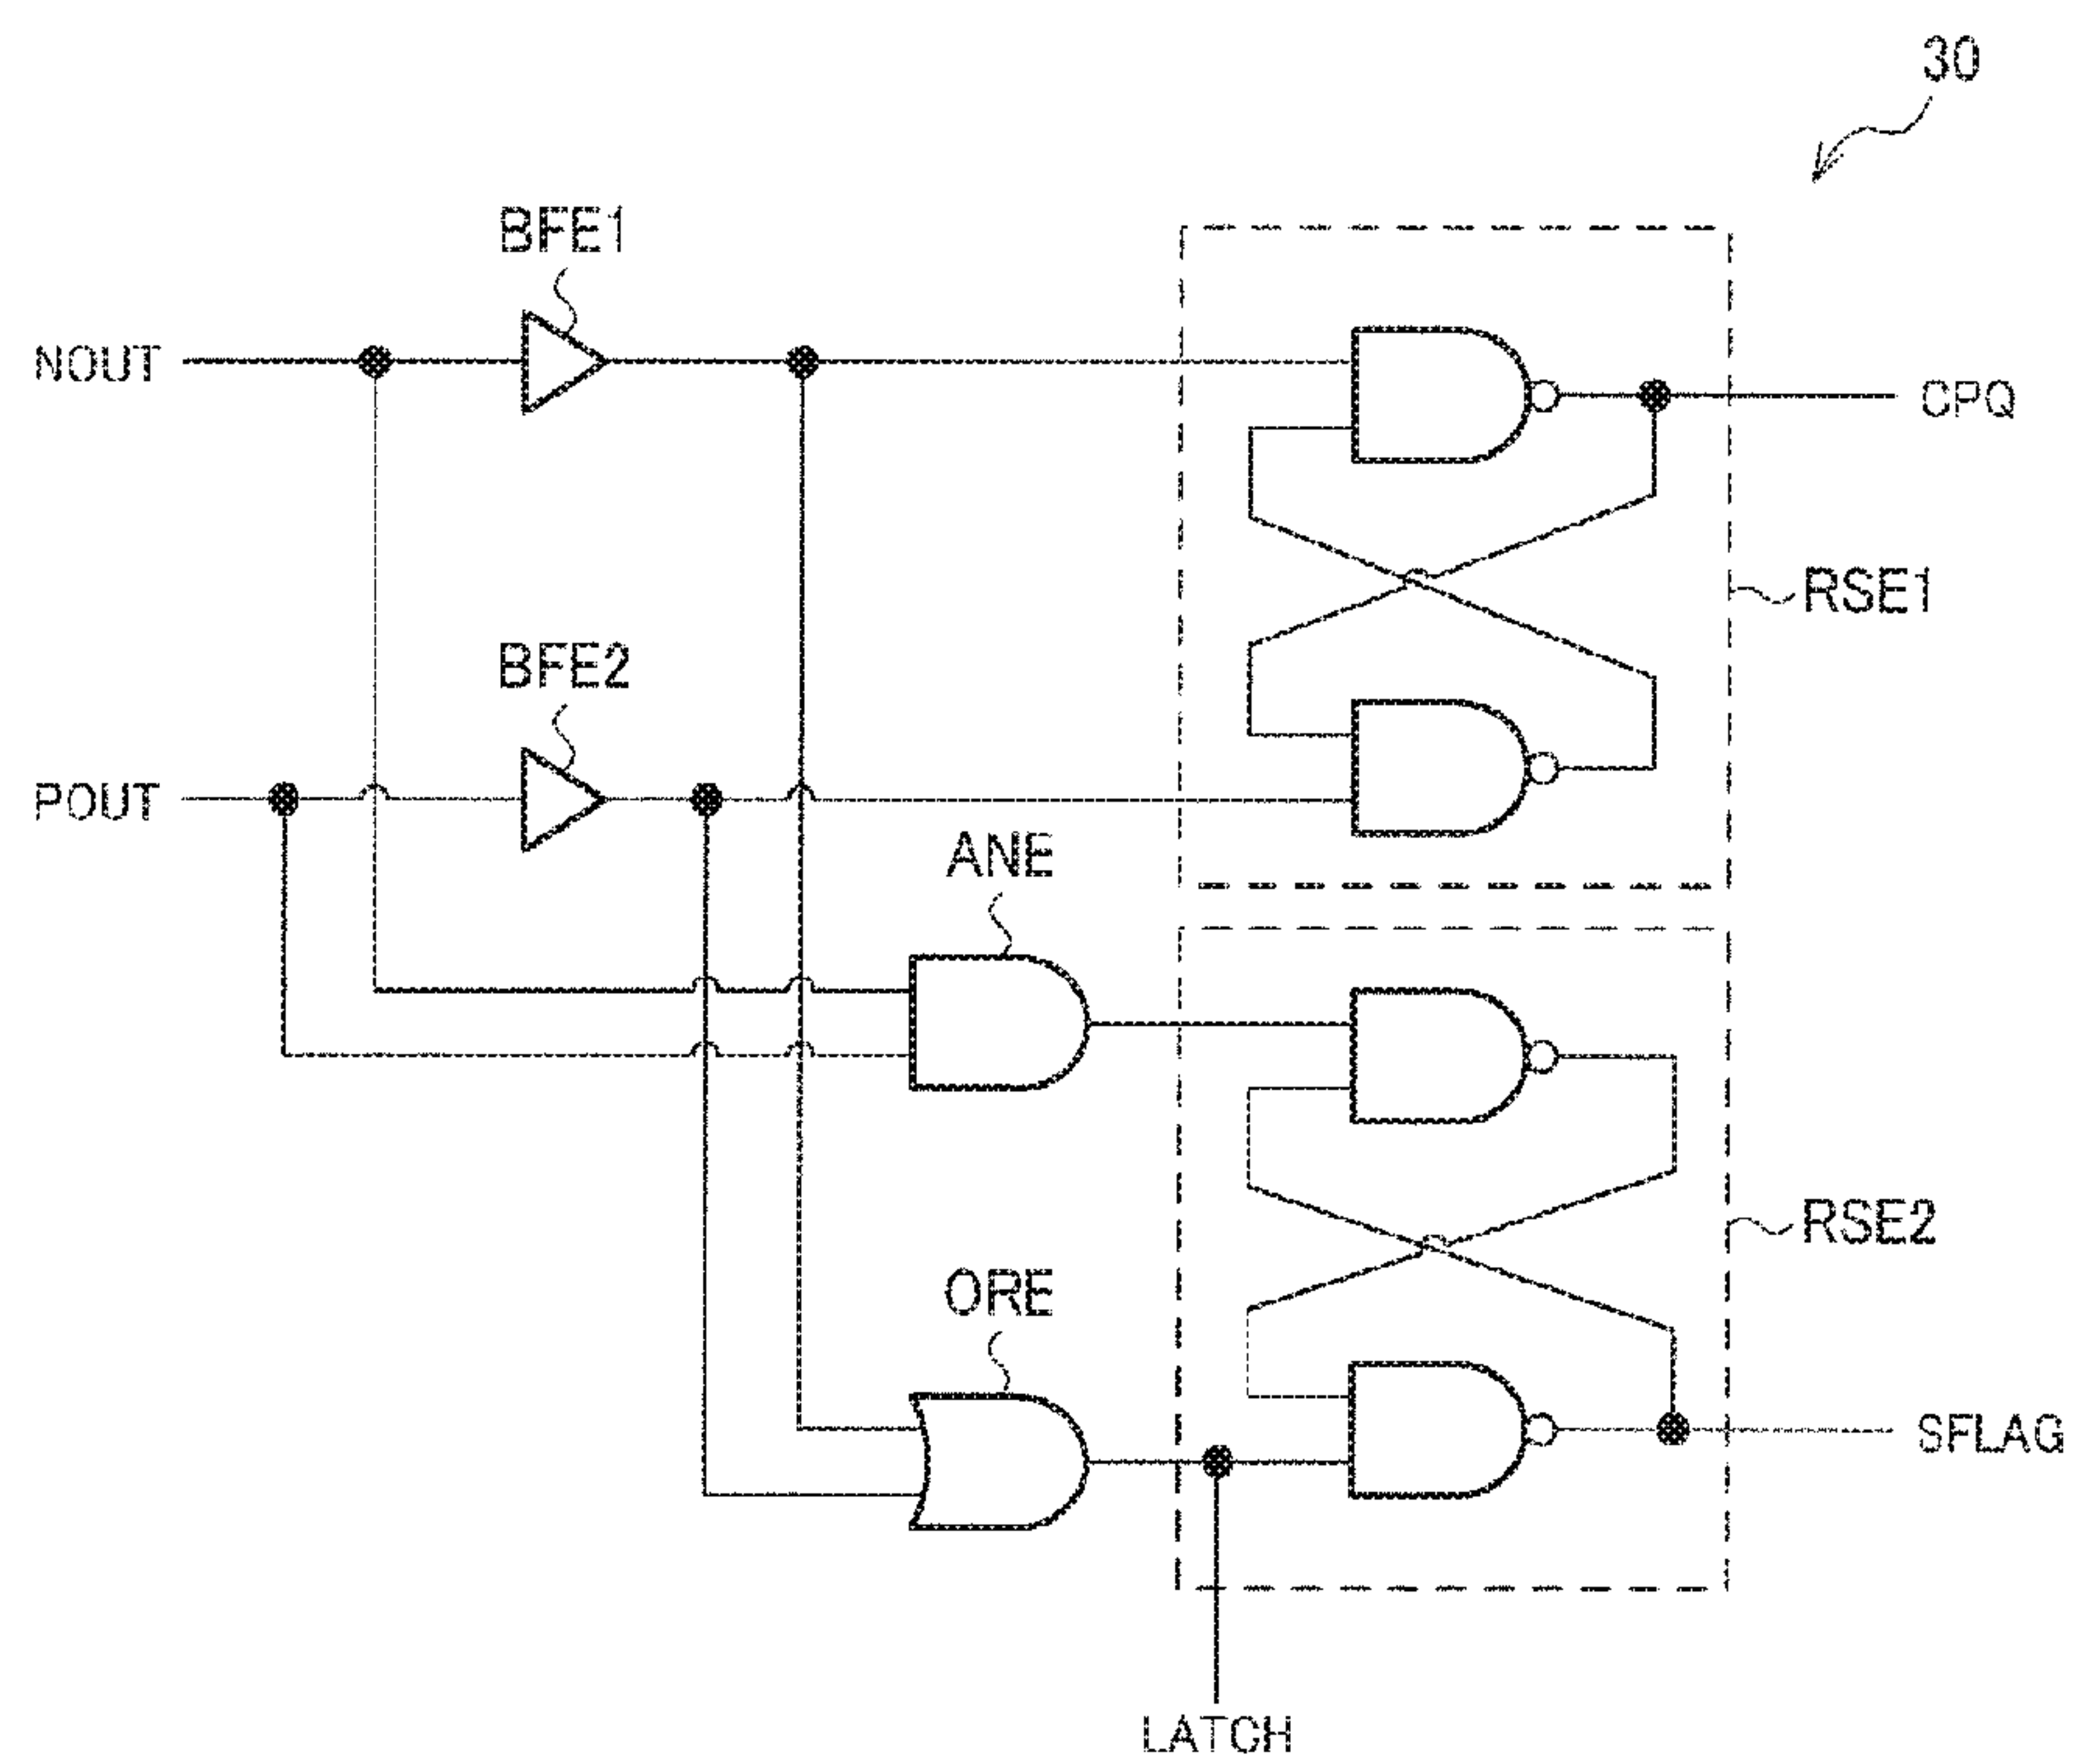 30
BFE1
NOUT
CPQ
RSE1
BFE2
POUT
ANE
RSE2
ORE
SFLAG
LATCH